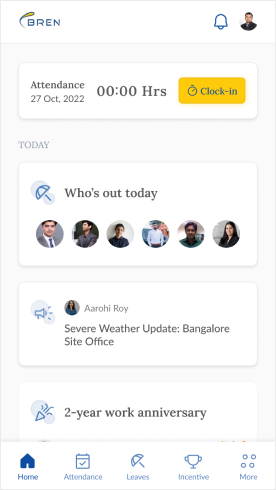 BREN
Attendance
27 Oct, 2022
00:00 Hrs
Clock-in
TODAY
Who's out today
Aarohi Roy
Severe Weather Update: Bangalore
Site Office
2-year work anniversary
Home
Attendance
Leaves
Incentive
More